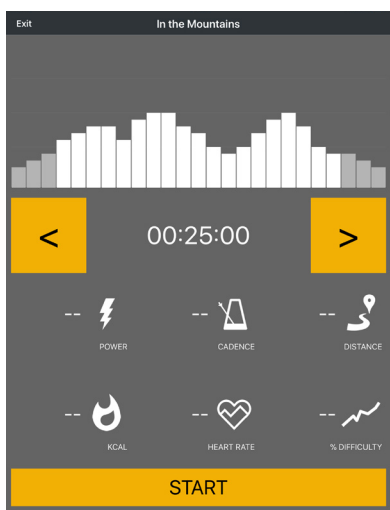 Exit In the Mountains
< 00:25:00 >
-- -- --
POWER CADENCE DISTANCE
-- -- --
KCAL HEART RATE % DIFFICULTY
START